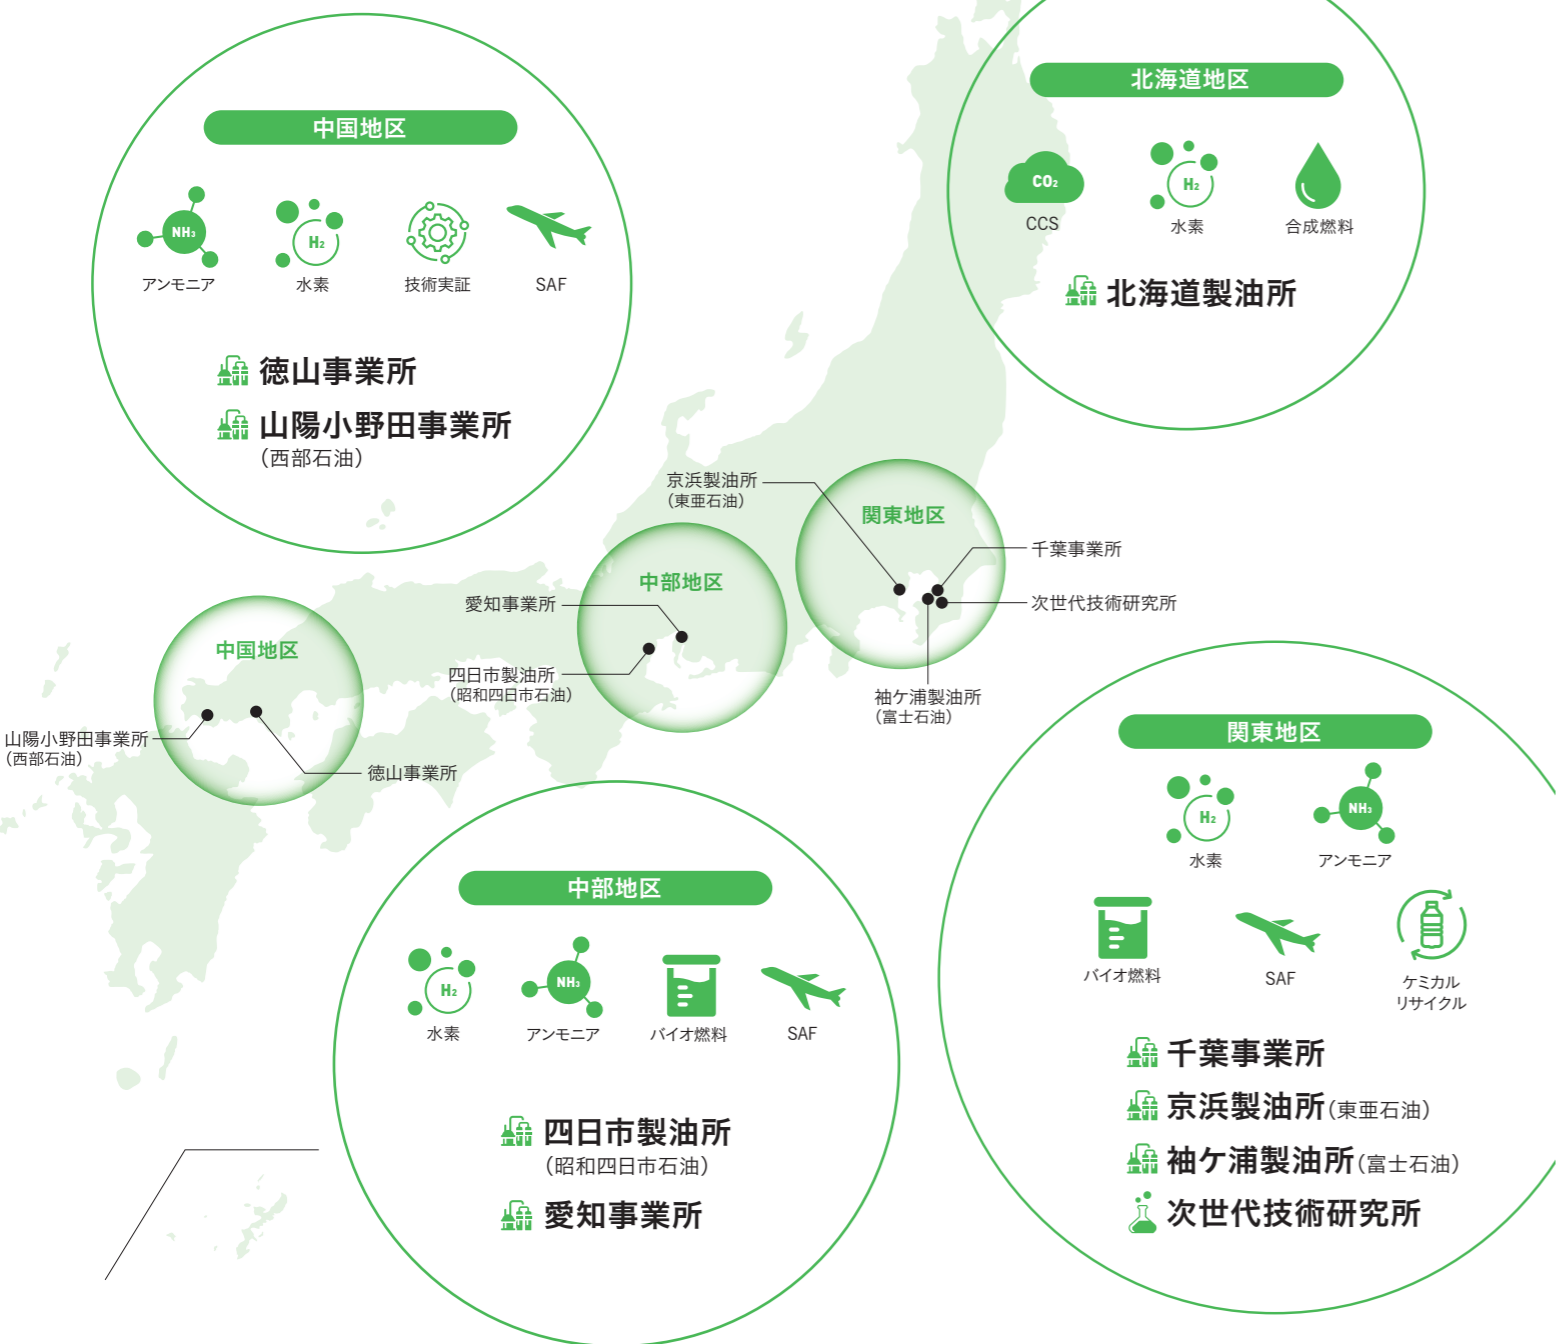 中国地区
NH₃
アンモニア
H₂
水素
技術実証
SAF
徳山事業所
山陽小野田事業所
(西部石油)
北海道地区
CO₂
CCS
H₂
水素
合成燃料
北海道製油所
京浜製油所
(東亜石油)
関東地区
千葉事業所
次世代技術研究所
袖ケ浦製油所
(富士石油)
中部地区
愛知事業所
四日市製油所
(昭和四日市石油)
中国地区
山陽小野田事業所
(西部石油)
徳山事業所
中部地区
H₂
水素
NH₃
アンモニア
バイオ燃料
SAF
四日市製油所
(昭和四日市石油)
愛知事業所
関東地区
H₂
水素
NH₃
アンモニア
バイオ燃料
SAF
ケミカル
リサイクル
千葉事業所
京浜製油所(東亜石油)
袖ケ浦製油所(富士石油)
次世代技術研究所